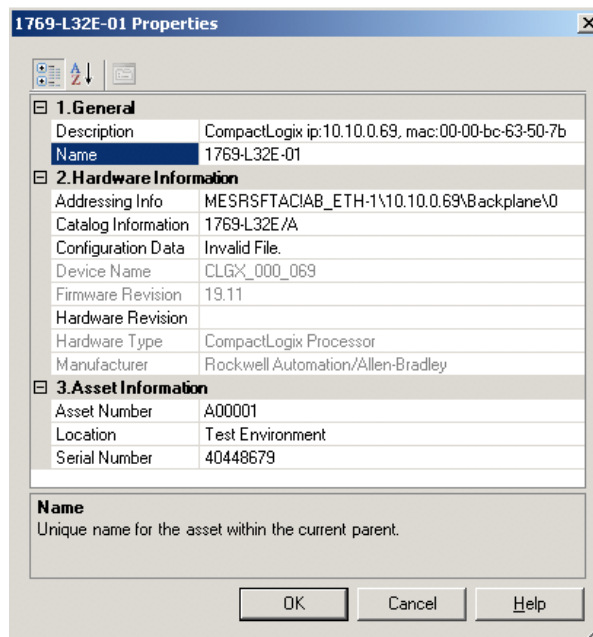 1769-L32E-01 Properties
1.General
Description CompactLogix ip:10.10.0.69, mac:00-00-bc-63-50-7b
Name 1769-L32E-01
2.Hardware Information
Addressing Info MESRSFTAC!AB_ETH-1\10.10.0.69\Backplane\0
Catalog Information 1769-L32E/A
Configuration Data Invalid File.
Device Name CLGX_000_069
Firmware Revision 19.11
Hardware Revision
Hardware Type CompactLogix Processor
Manufacturer Rockwell Automation/Allen-Bradley
3.Asset Information
Asset Number A00001
Location Test Environment
Serial Number 40448679
Name
Unique name for the asset within the current parent.
OK Cancel Help